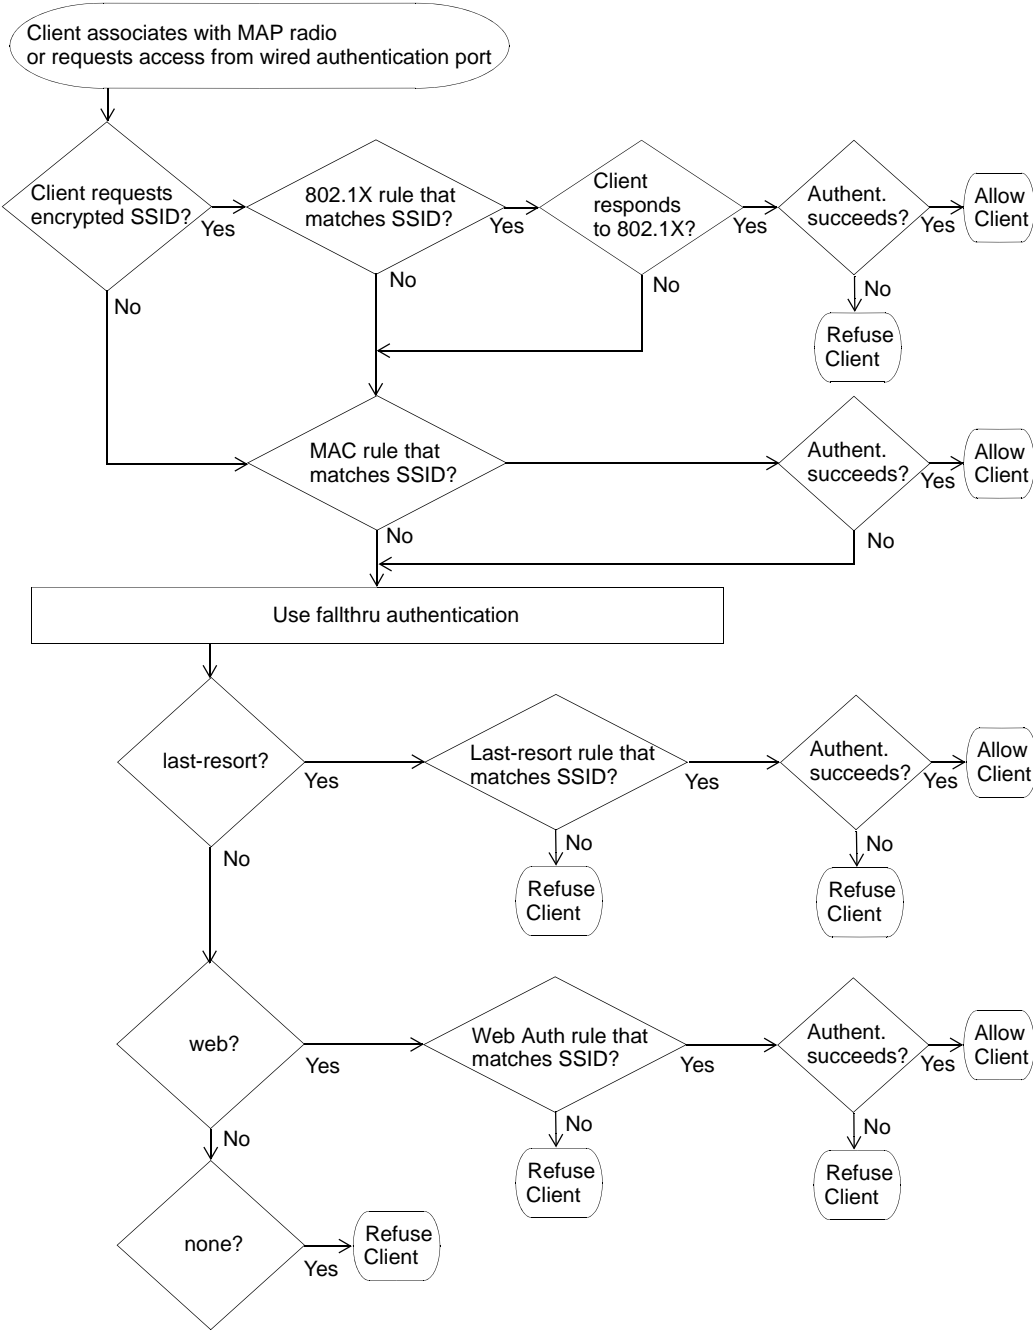 Client associates with MAP radio
or requests access from wired authentication port
Client requests
encrypted SSID?
Yes
No
802.1X rule that
matches SSID?
Yes
No
Client
responds
to 802.1X?
Yes
No
Authent.
succeeds?
Yes
No
Allow
Client
Refuse
Client
MAC rule that
matches SSID?
No
Authent.
succeeds?
Yes
No
Allow
Client
Use fallthru authentication
last-resort?
Yes
No
Last-resort rule that
matches SSID?
Yes
No
Refuse
Client
Authent.
succeeds?
Yes
No
Refuse
Client
Allow
Client
web?
Yes
No
Web Auth rule that
matches SSID?
Yes
No
Refuse
Client
Authent.
succeeds?
Yes
No
Refuse
Client
Allow
Client
none?
Yes
Refuse
Client